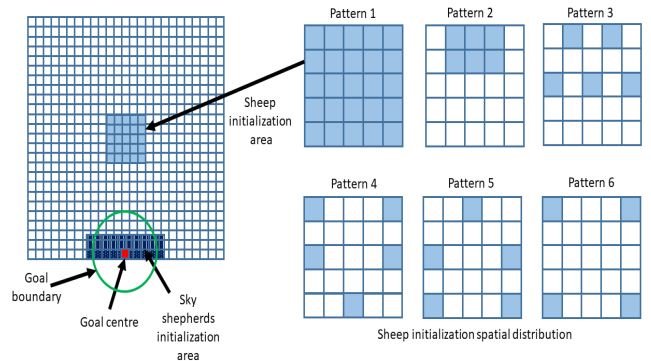 Pattern 1
Pattern 2
Pattern 3
Sheep
initialization
area
Pattern 4
Pattern 5
Pattern 6
Goal
boundary
Goal centre
Sky
shepherds
initialization
area
Sheep initialization spatial distribution